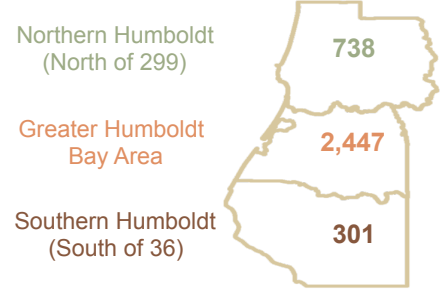 Northern Humboldt
(North of 299)
738
Greater Humboldt
Bay Area
2,447
Southern Humboldt
(South of 36)
301